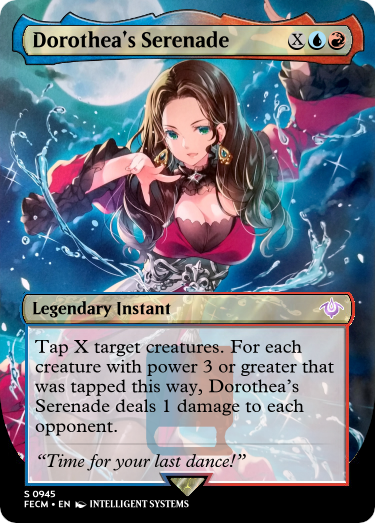 Dorothea's Serenade X
Legendary Instant
Tap X target creatures. For each
creature with power 3 or greater that
was tapped this way, Dorothea's
Serenade deals 1 damage to each
opponent.
“Time for your last dance!”
S 0945
FECM • EN INTELLIGENT SYSTEMS